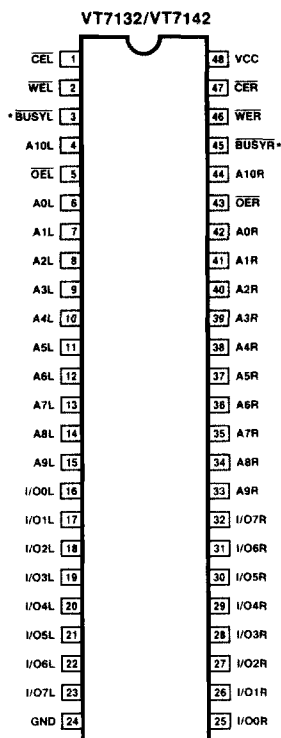 VT7132/VT7142
CEL 1 48 VCC
WEL 2 47 CER
*BUSYL 3 46 WER
A10L 4 45 BUSYR*
OEL 5 44 A10R
A0L 6 43 OER
A1L 7 42 A0R
A2L 8 41 A1R
A3L 9 40 A2R
A4L 10 39 A3R
A5L 11 38 A4R
A6L 12 37 A5R
A7L 13 36 A6R
A8L 14 35 A7R
A9L 15 34 A8R
I/O0L 16 33 A9R
I/O1L 17 32 I/O7R
I/O2L 18 31 I/O6R
I/O3L 19 30 I/O5R
I/O4L 20 29 I/O4R
I/O5L 21 28 I/O3R
I/O6L 22 27 I/O2R
I/O7L 23 26 I/O1R
GND 24 25 I/O0R